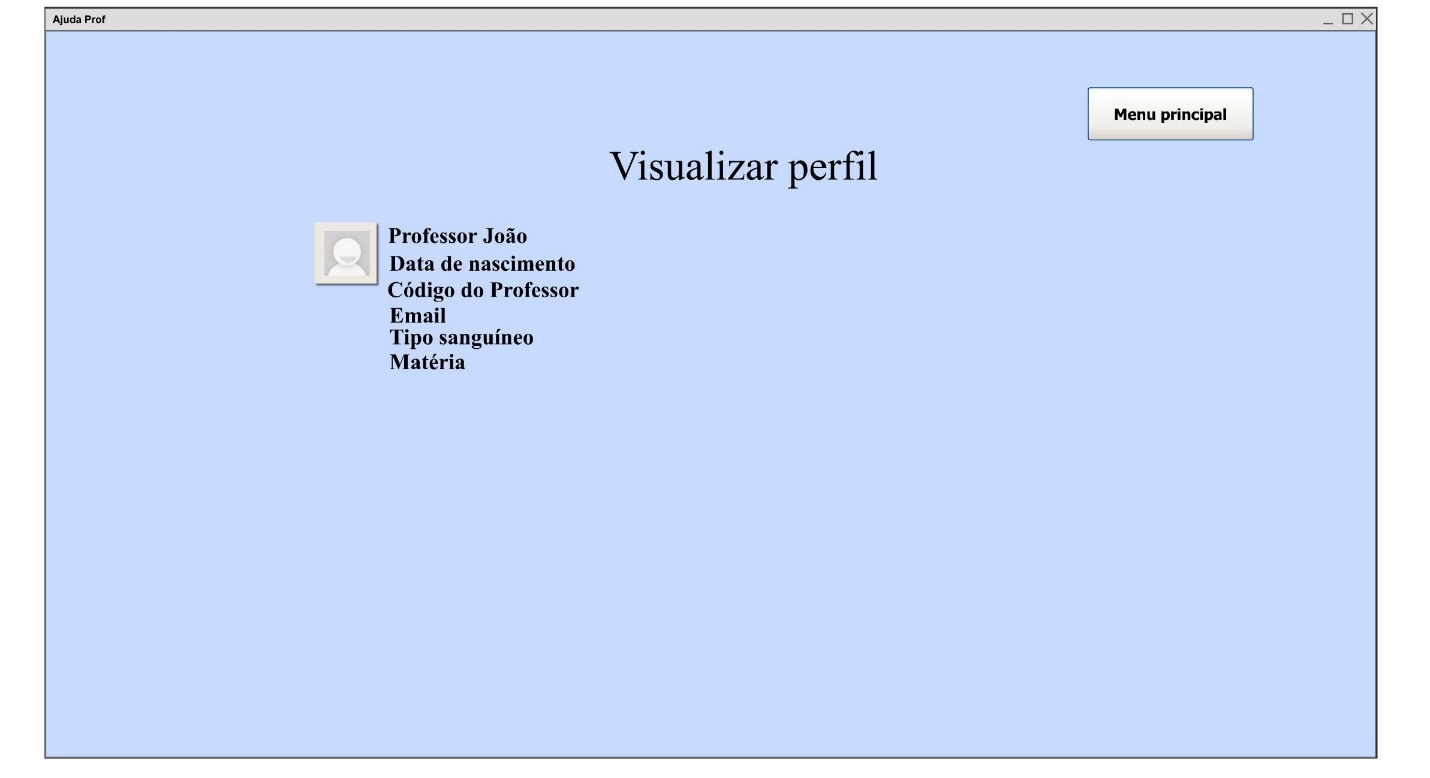 Ajuda Prof
Menu principal
Visualizar perfil
Professor João
Data de nascimento
Código do Professor
Email
Tipo sanguíneo
Matéria